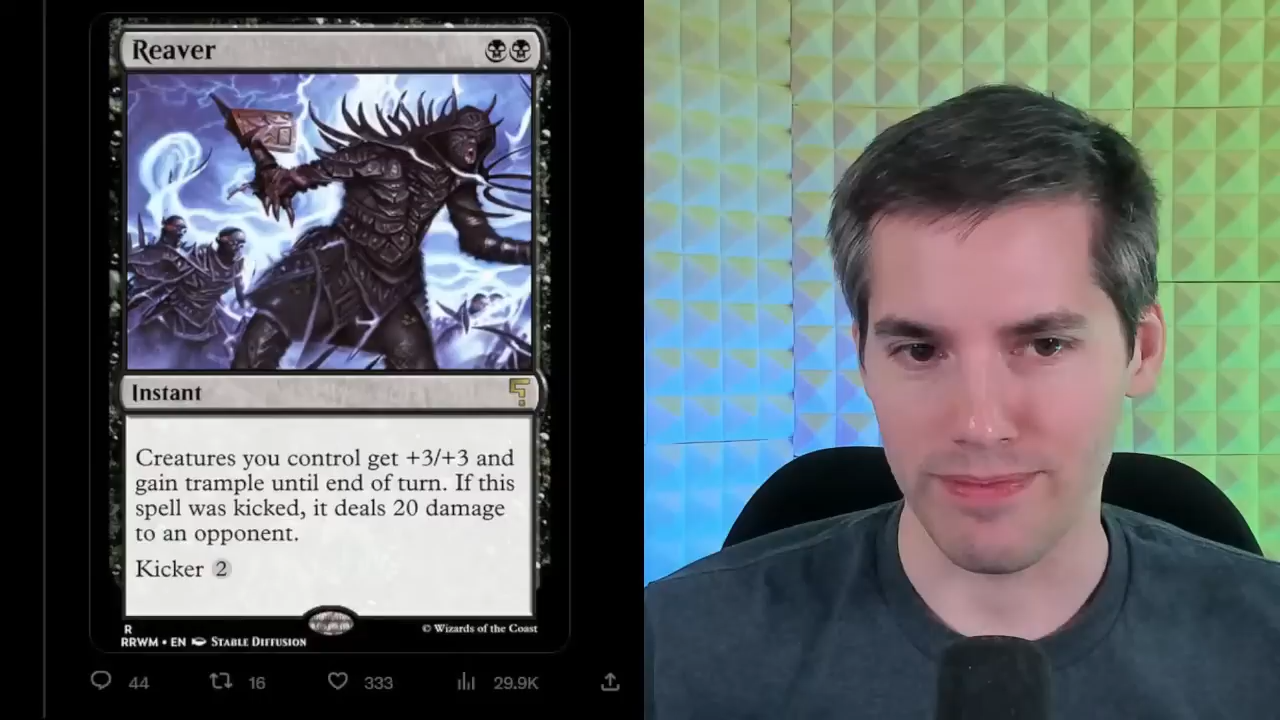 Reaver
Instant
Creatures you control get +3/+3 and
gain trample until end of turn. If this
spell was kicked, it deals 20 damage
to an opponent.
Kicker 2
R
RRWM • EN Stable Diffusion
© Wizards of the Coast
44 16 333 29.9K